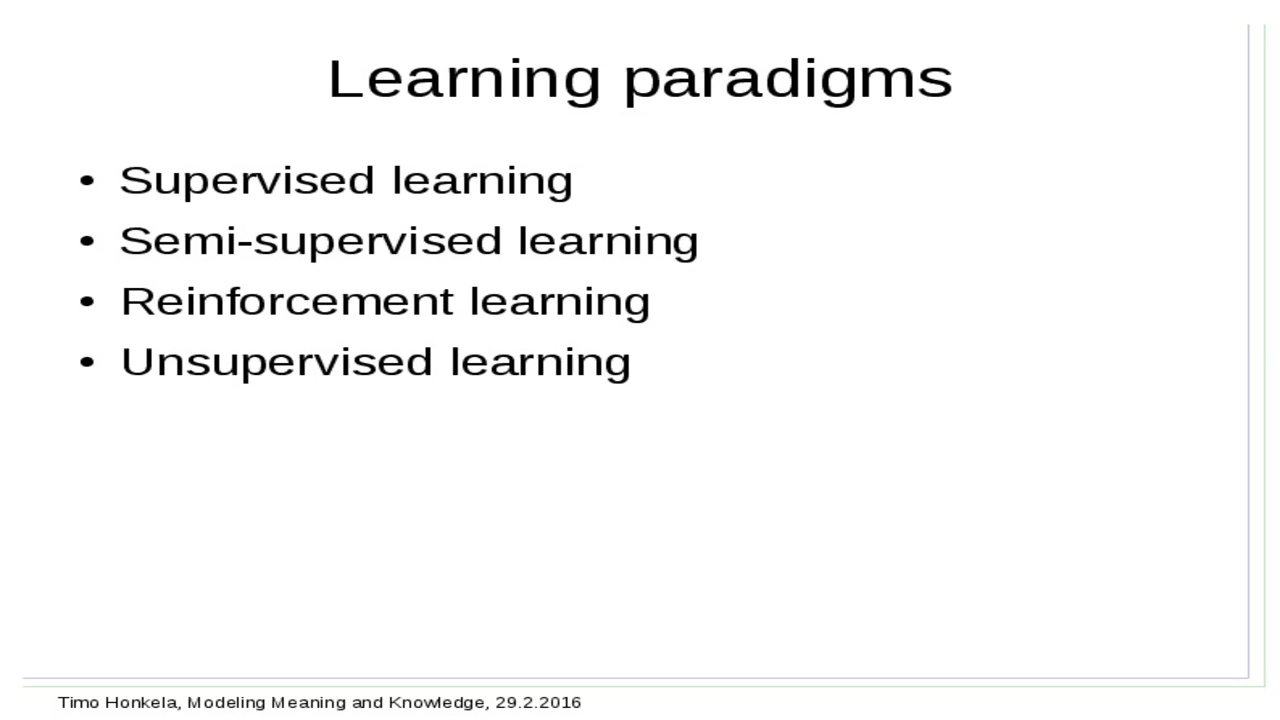 Learning paradigms
• Supervised learning
• Semi-supervised learning
• Reinforcement learning
• Unsupervised learning
Timo Honkela, Modeling Meaning and Knowledge, 29.2.2016